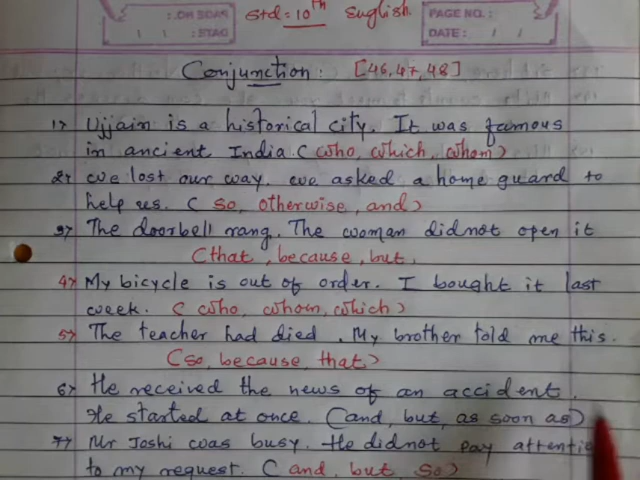 Std = 10th English.
PAGE NO.:
DATE: / /
Conjunction : [46,47,48]
1) Ujjain is a historical city. It was famous
in ancient India ( who, which, whom)
2) we lost our way. we asked a home guard to
help us. ( so, otherwise, and)
3) The doorbell rang. The woman didnot open it
(that, because, but.
4) My bicycle is out of order. I bought it last
week. ( who, whom, which)
5) The teacher had died. My brother told me this.
(so, because, that)
6) He received the news of an accident.
He started at once. (and, but, as soon as)
7) Mr Joshi was busy. He did not pay attenti
to my request. ( and, but, so)